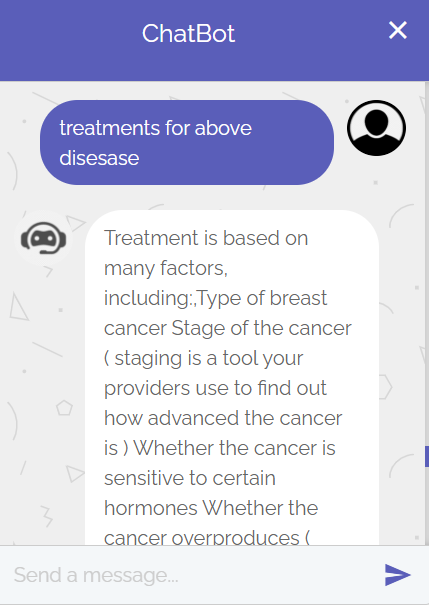 ChatBot
treatments for above
disesase
Treatment is based on
many factors,
including:,Type of breast
cancer Stage of the cancer
( staging is a tool your
providers use to find out
how advanced the cancer
is ) Whether the cancer is
sensitive to certain
hormones Whether the
cancer overproduces (
Send a message...